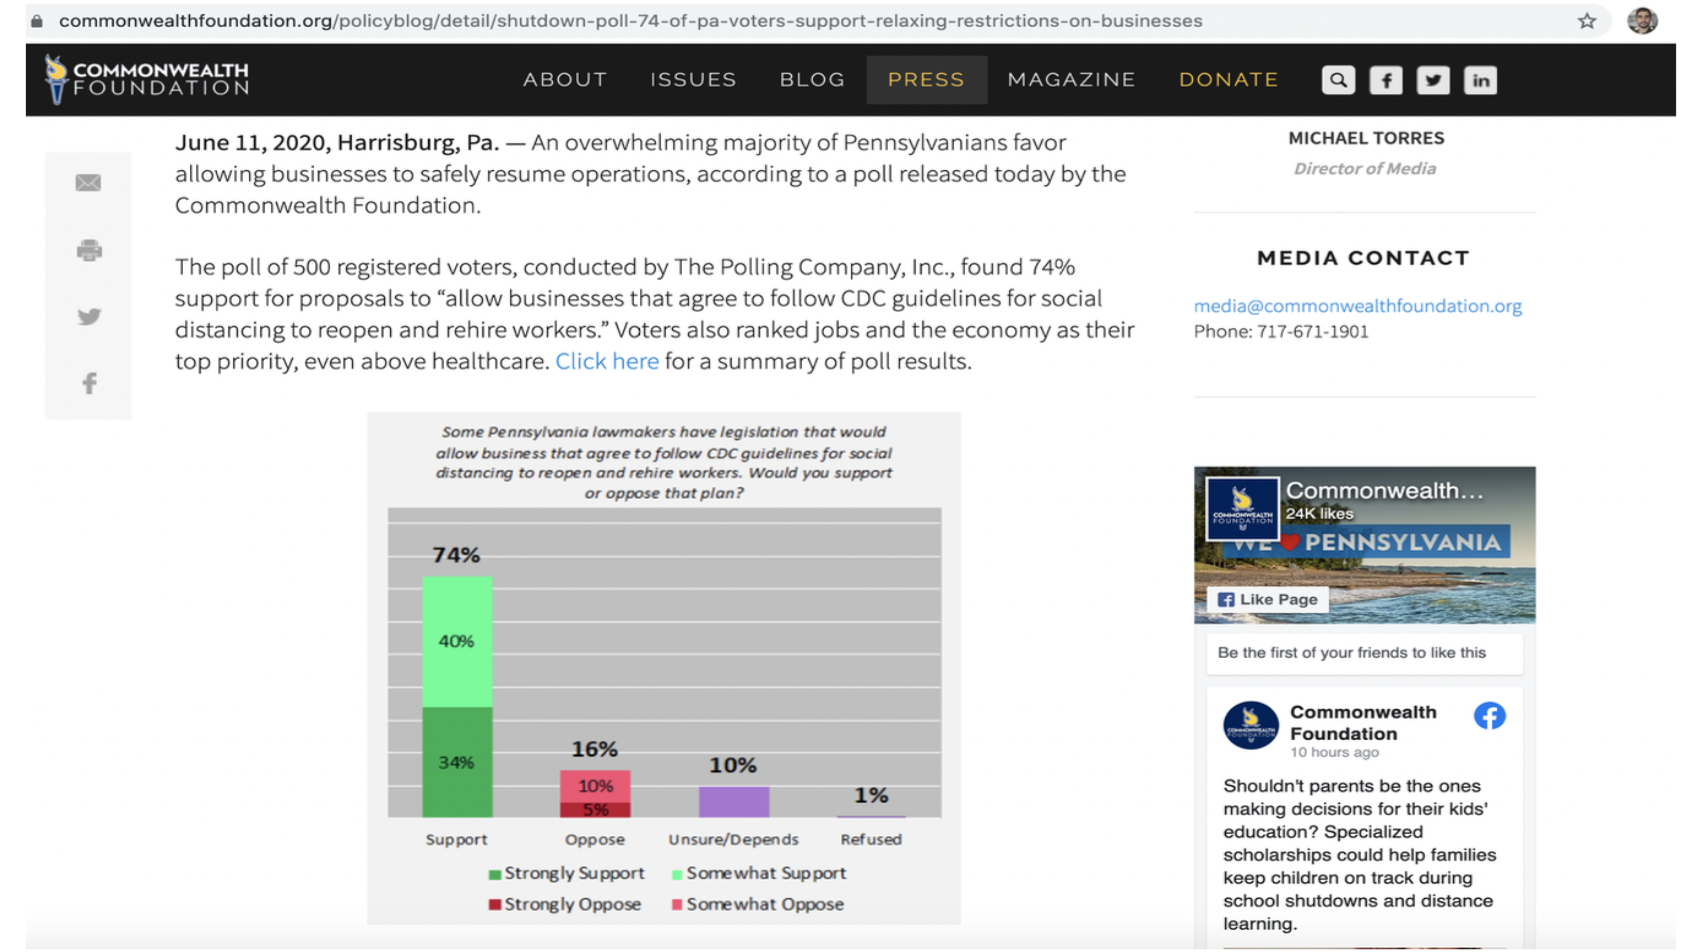 commonwealthfoundation.org/policyblog/detail/shutdown-poll-74-of-pa-voters-support-relaxing-restrictions-on-businesses
COMMONWEALTH
FOUNDATION
ABOUT
ISSUES
BLOG
PRESS
MAGAZINE
DONATE
June 11, 2020, Harrisburg, Pa. — An overwhelming majority of Pennsylvanians favor
allowing businesses to safely resume operations, according to a poll released today by the
Commonwealth Foundation.
The poll of 500 registered voters, conducted by The Polling Company, Inc., found 74%
support for proposals to “allow businesses that agree to follow CDC guidelines for social
distancing to reopen and rehire workers.” Voters also ranked jobs and the economy as their
top priority, even above healthcare. Click here for a summary of poll results.
Some Pennsylvania lawmakers have legislation that would
allow business that agree to follow CDC guidelines for social
distancing to reopen and rehire workers. Would you support
or oppose that plan?
74%
40%
34%
16%
10%
5%
10%
1%
Support
Oppose
Unsure/Depends
Refused
Strongly Support
Somewhat Support
Strongly Oppose
Somewhat Oppose
MICHAEL TORRES
Director of Media
MEDIA CONTACT
media@commonwealthfoundation.org
Phone: 717-671-1901
COMMONWEALTH
FOUNDATION
Commonwealth...
24K likes
WE PENNSYLVANIA
Like Page
Be the first of your friends to like this
Commonwealth
Foundation
10 hours ago
Shouldn't parents be the ones
making decisions for their kids'
education? Specialized
scholarships could help families
keep children on track during
school shutdowns and distance
learning.